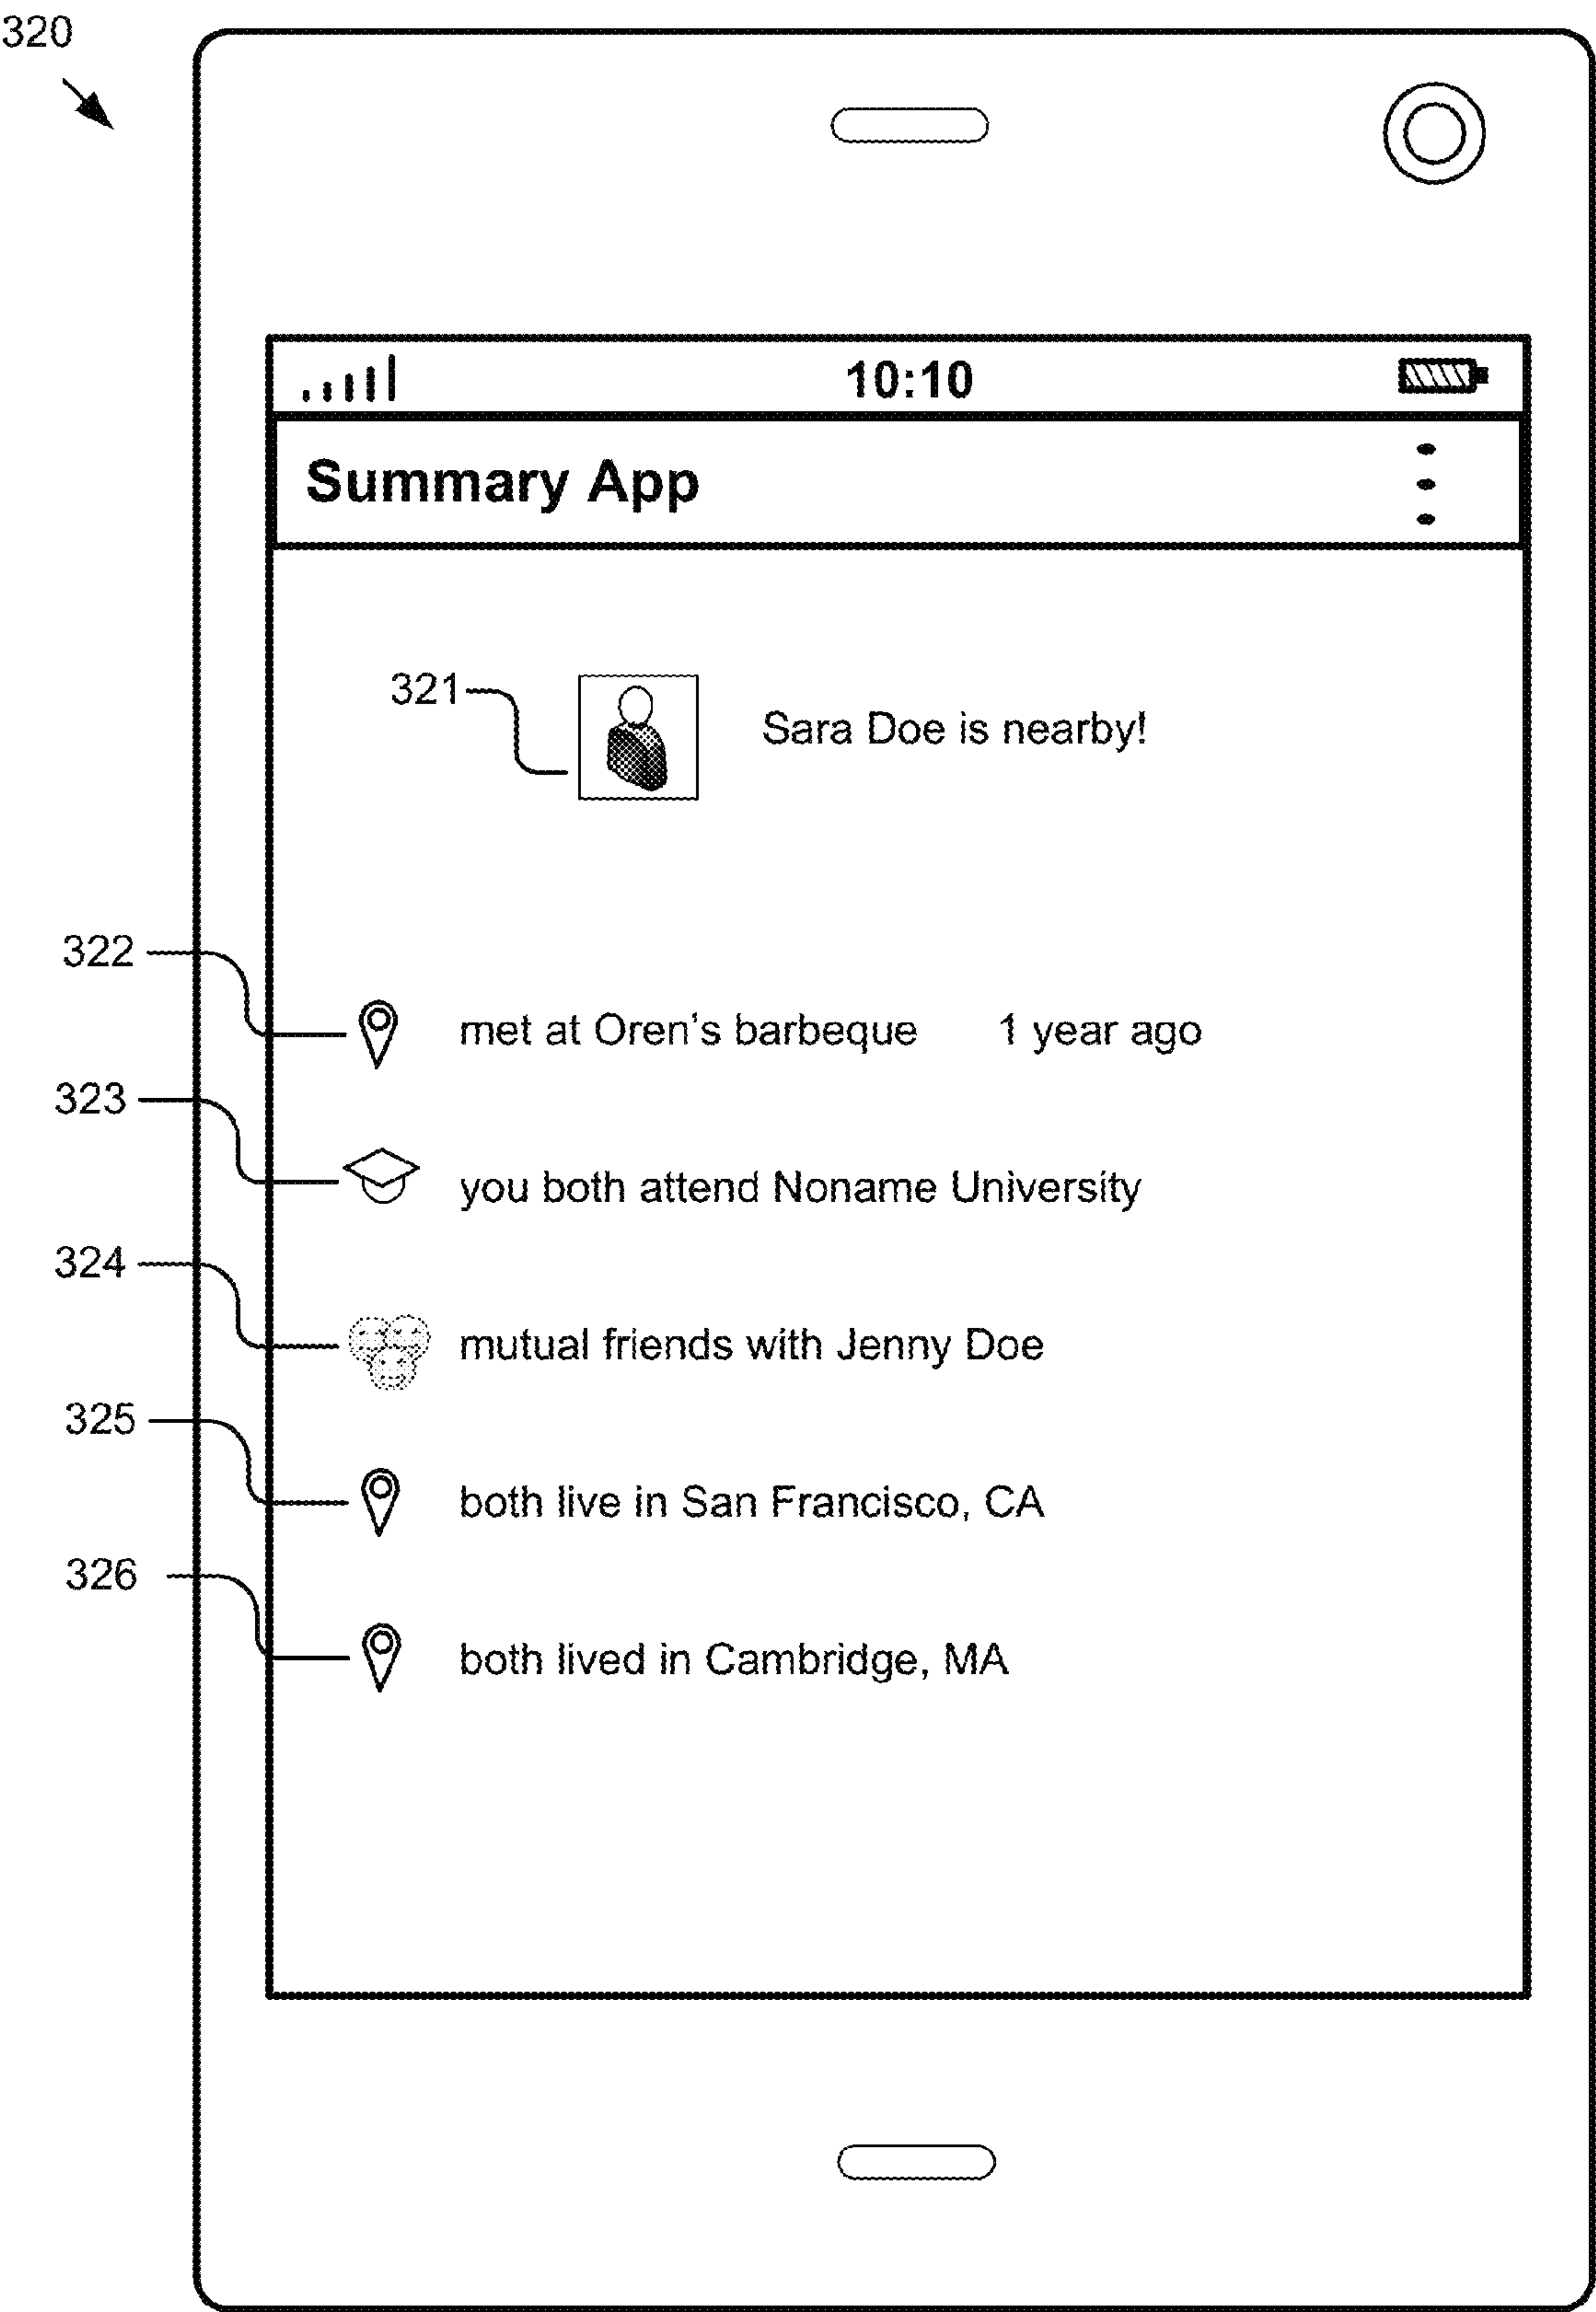 320
10:10
Summary App
321
Sara Doe is nearby!
322
met at Oren's barbeque 1 year ago
323
you both attend Noname University
324
mutual friends with Jenny Doe
325
both live in San Francisco, CA
326
both lived in Cambridge, MA